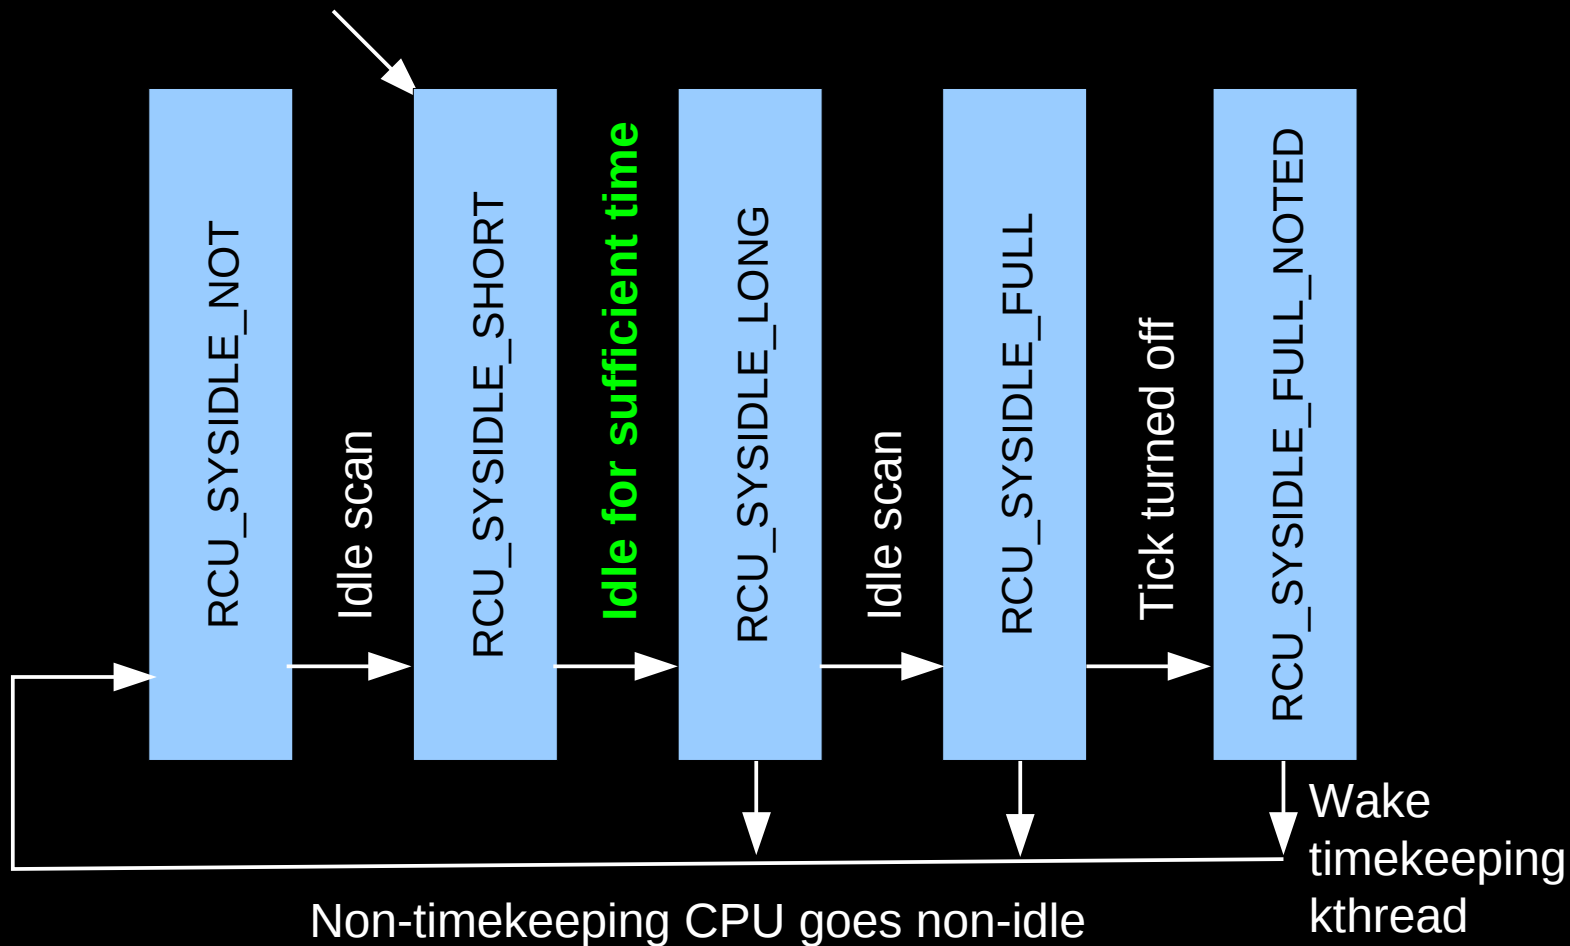 RCU_SYSIDLE_NOT
Idle scan
RCU_SYSIDLE_SHORT
Idle for sufficient time
RCU_SYSIDLE_LONG
Idle scan
RCU_SYSIDLE_FULL
Tick turned off
RCU_SYSIDLE_FULL_NOTED
Wake
timekeeping
kthread
Non-timekeeping CPU goes non-idle